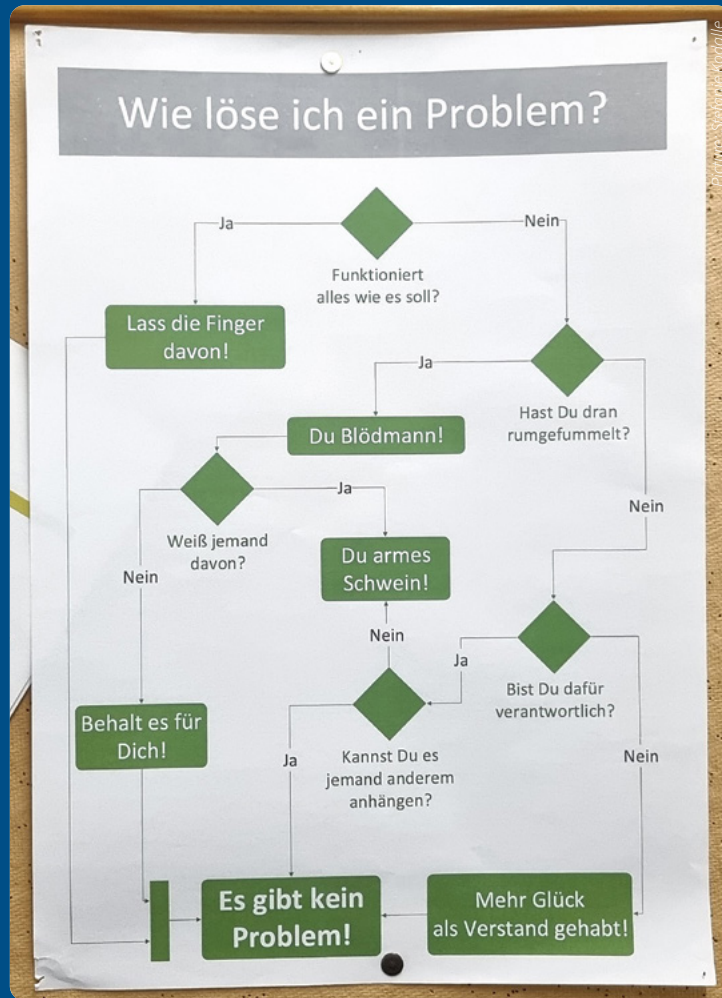 Wie löse ich ein Problem?
Ja
Nein
Funktioniert
alles wie es soll?
Lass die Finger
davon!
Ja
Hast Du dran
rumgefummelt?
Du Blödmann!
Ja
Nein
Weiß jemand
davon?
Du armes
Schwein!
Nein
Nein
Ja
Bist Du dafür
verantwortlich?
Behalt es für
Dich!
Ja
Kannst Du es
jemand anderem
anhängen?
Nein
Es gibt kein
Problem!
Mehr Glück
als Verstand gehabt!